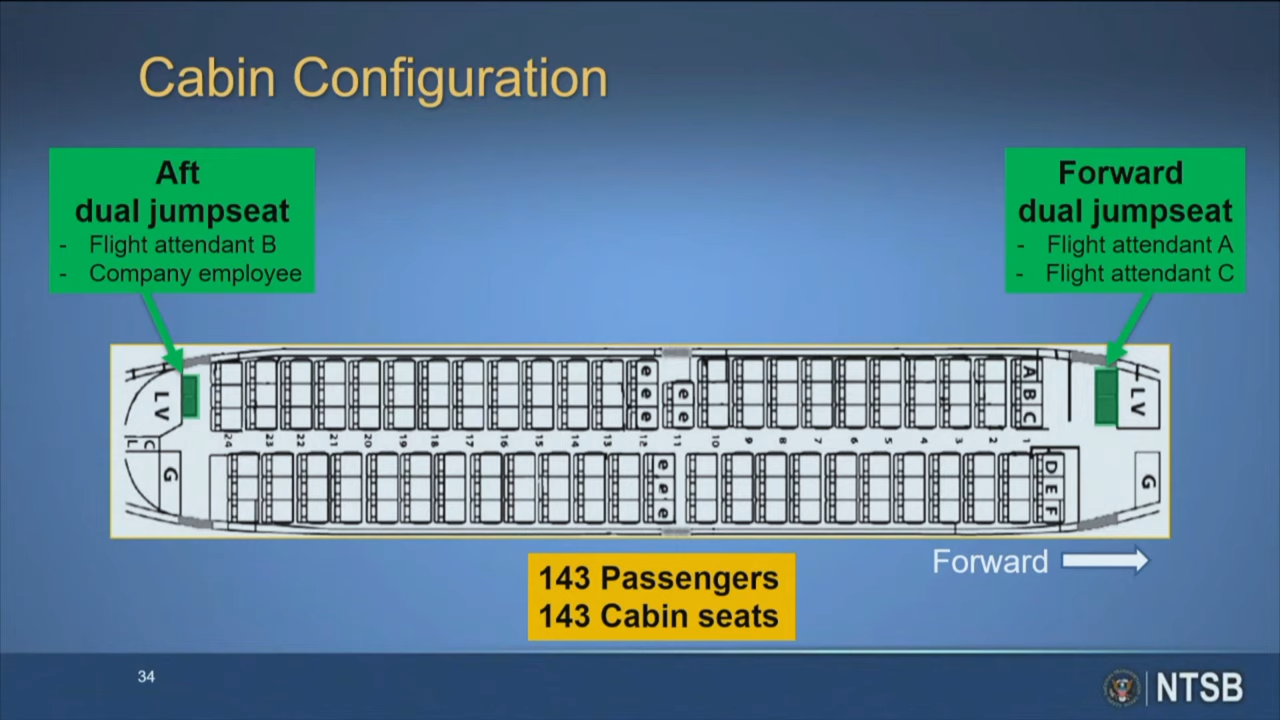 Cabin Configuration
Aft
dual jumpseat
- Flight attendant B
- Company employee
Forward
dual jumpseat
- Flight attendant A
- Flight attendant C
L V
L C
G
e e e
e e
A B C
L V
24 23 22 21 20 19 18 17 16 15 14 13 12 11 10 9 8 7 6 5 4 3 2 1
e e e
D E F
G
Forward
143 Passengers
143 Cabin seats
34
NTSB